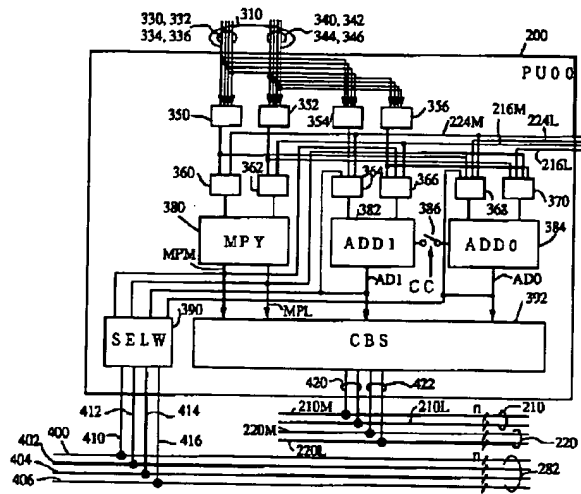 330, 332
310
340, 342
334, 336
344, 346
200
PU00
350
352
354
356
224M
216M
224L
216L
360
362
364
366
368
370
380
382
386
384
MPY
ADD1
ADD0
MPM
MPL
AD1
CC
AD0
390
392
SELW
CBS
420
422
412
414
410
416
400
402
404
406
210M
210L
n
210
220M
220L
220
n
282